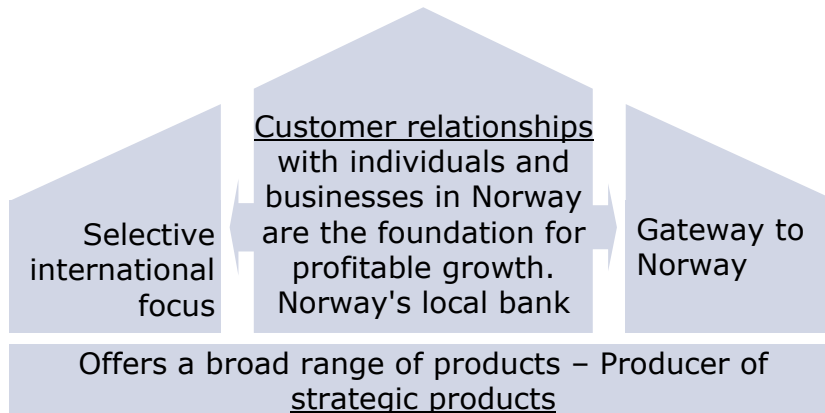 Customer relationships
with individuals and
businesses in Norway
are the foundation for
profitable growth.
Norway's local bank
Selective
international
focus
Gateway to
Norway
Offers a broad range of products – Producer of
strategic products